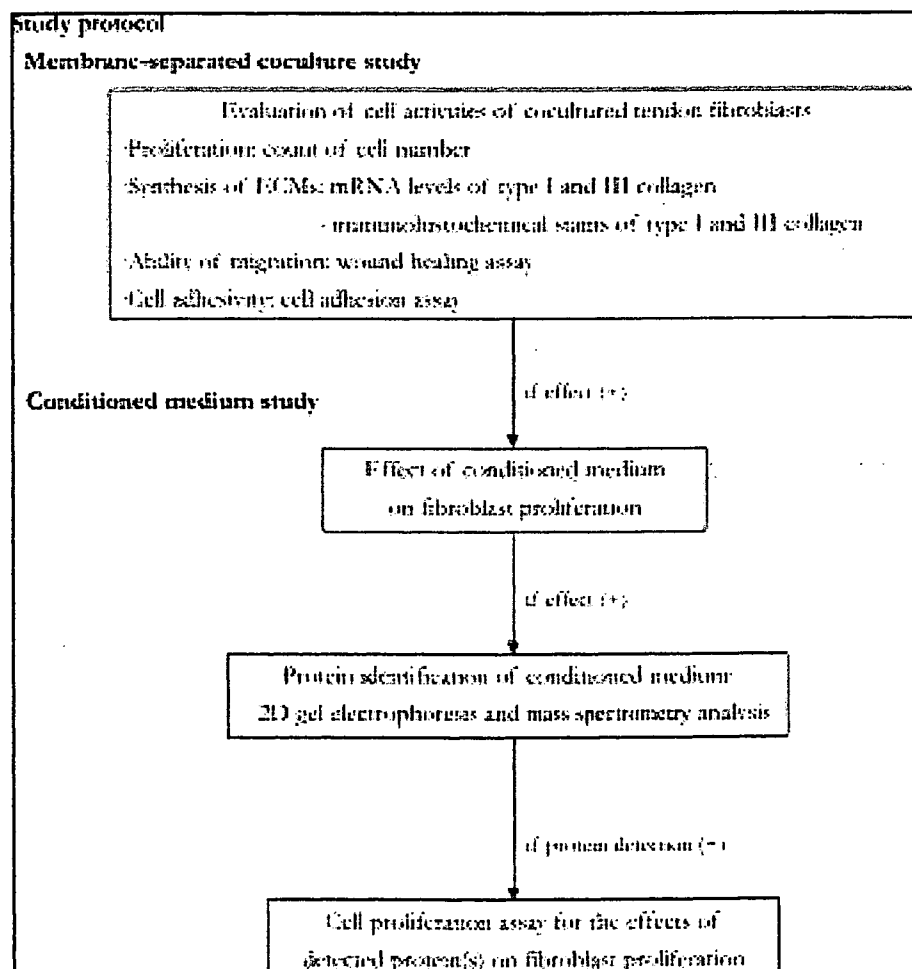 Study protocol
Membrane-separated coculture study
Evaluation of cell activities of cocultured tendon fibroblasts
·Proliferation: count of cell number
·Synthesis of ECMs: mRNA levels of type I and III collagen
- immunohistochemical stains of type I and III collagen
·Ability of migration: wound healing assay
·Cell adhesivity: cell adhesion assay
if effect (+)
Conditioned medium study
Effect of conditioned medium
on fibroblast proliferation
if effect (+)
Protein identification of conditioned medium:
2D gel electrophoresis and mass spectrometry analysis
if protein detection (+)
Cell proliferation assay for the effects of
detected protein(s) on fibroblast proliferation